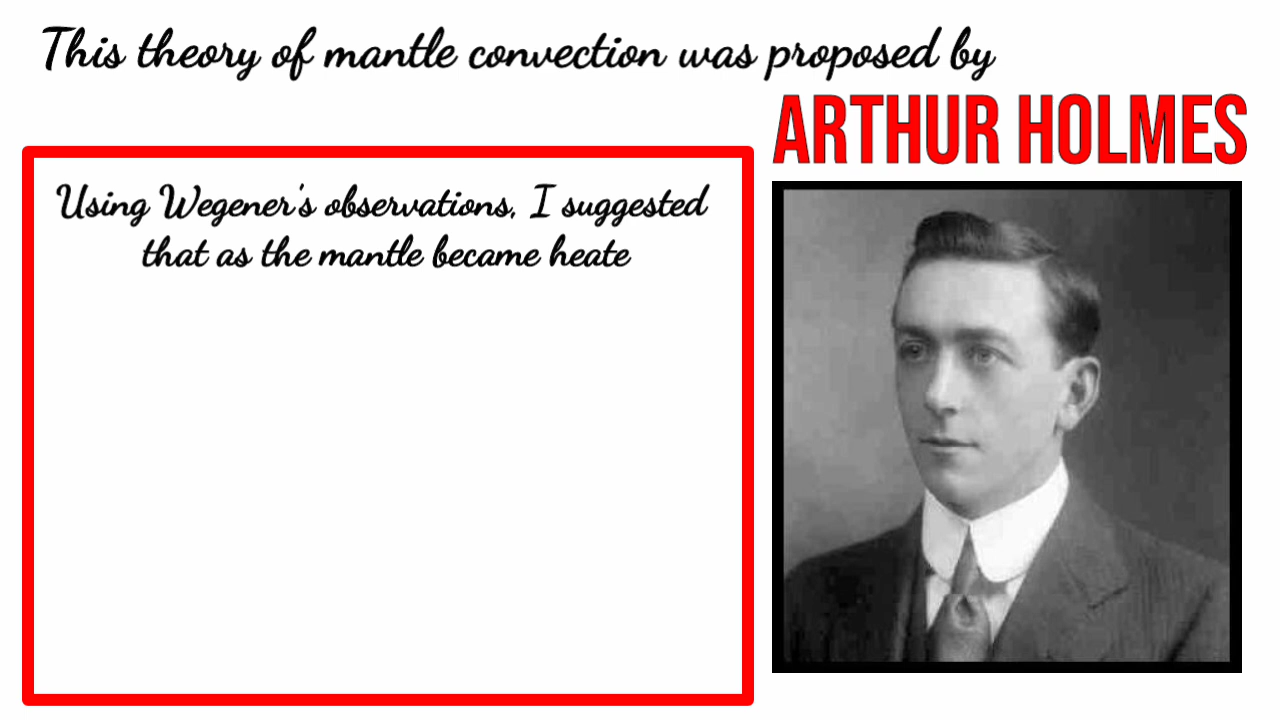 This theory of mantle convection was proposed by
ARTHUR HOLMES
Using Wegener's observations, I suggested
that as the mantle became heate